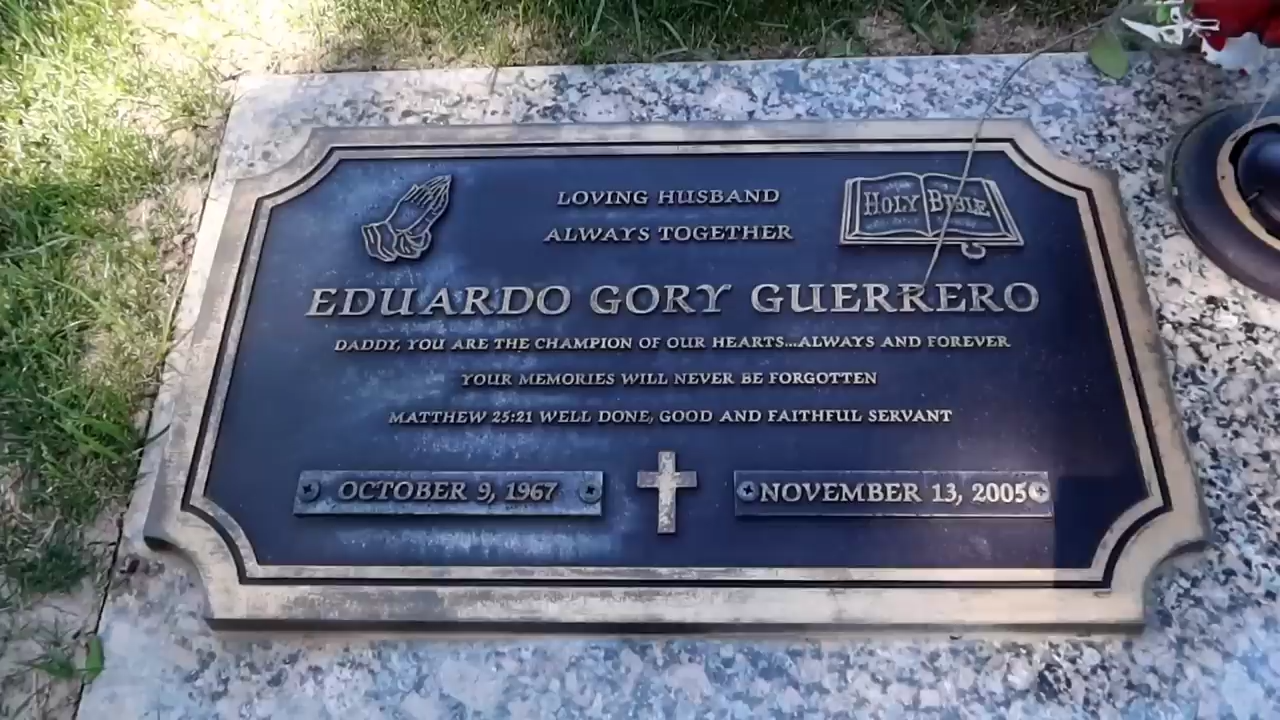 LOVING HUSBAND
ALWAYS TOGETHER
HOLY BIBLE
EDUARDO GORY GUERRERO
DADDY, YOU ARE THE CHAMPION OF OUR HEARTS...ALWAYS AND FOREVER
YOUR MEMORIES WILL NEVER BE FORGOTTEN
MATTHEW 25:21 WELL DONE, GOOD AND FAITHFUL SERVANT
OCTOBER 9, 1967
NOVEMBER 13, 2005